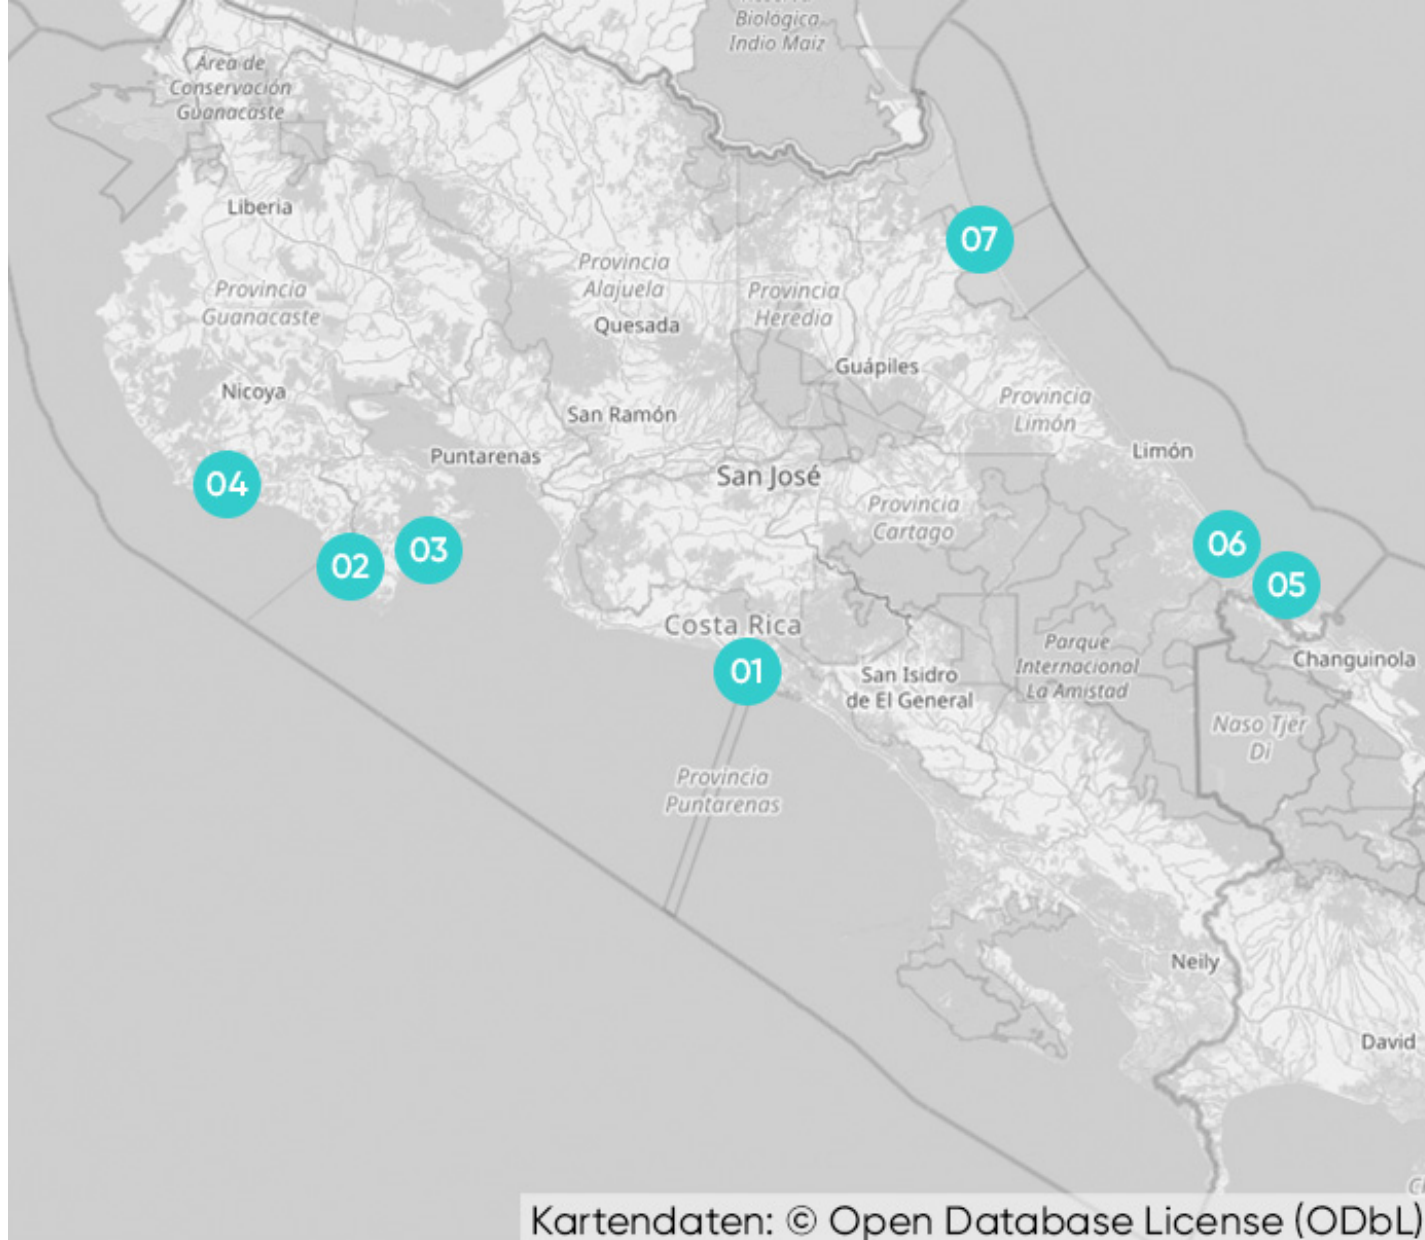 Biológica
Indio Maíz
Área de
Conservación
Guanacaste
Liberia
07
Provincia
Alajuela
Provincia
Guanacaste
Provincia
Heredia
Quesada
Guápiles
Nicoya
Provincia
Limón
San Ramón
Puntarenas
Limón
San José
04
Provincia
Cartago
06
03
02
05
Costa Rica
Parque
Internacional
La Amistad
Changuinola
01
San Isidro
de El General
Naso Tjër
Di
Provincia
Puntarenas
Neily
David
Kartendaten: © Open Database License (ODbL)